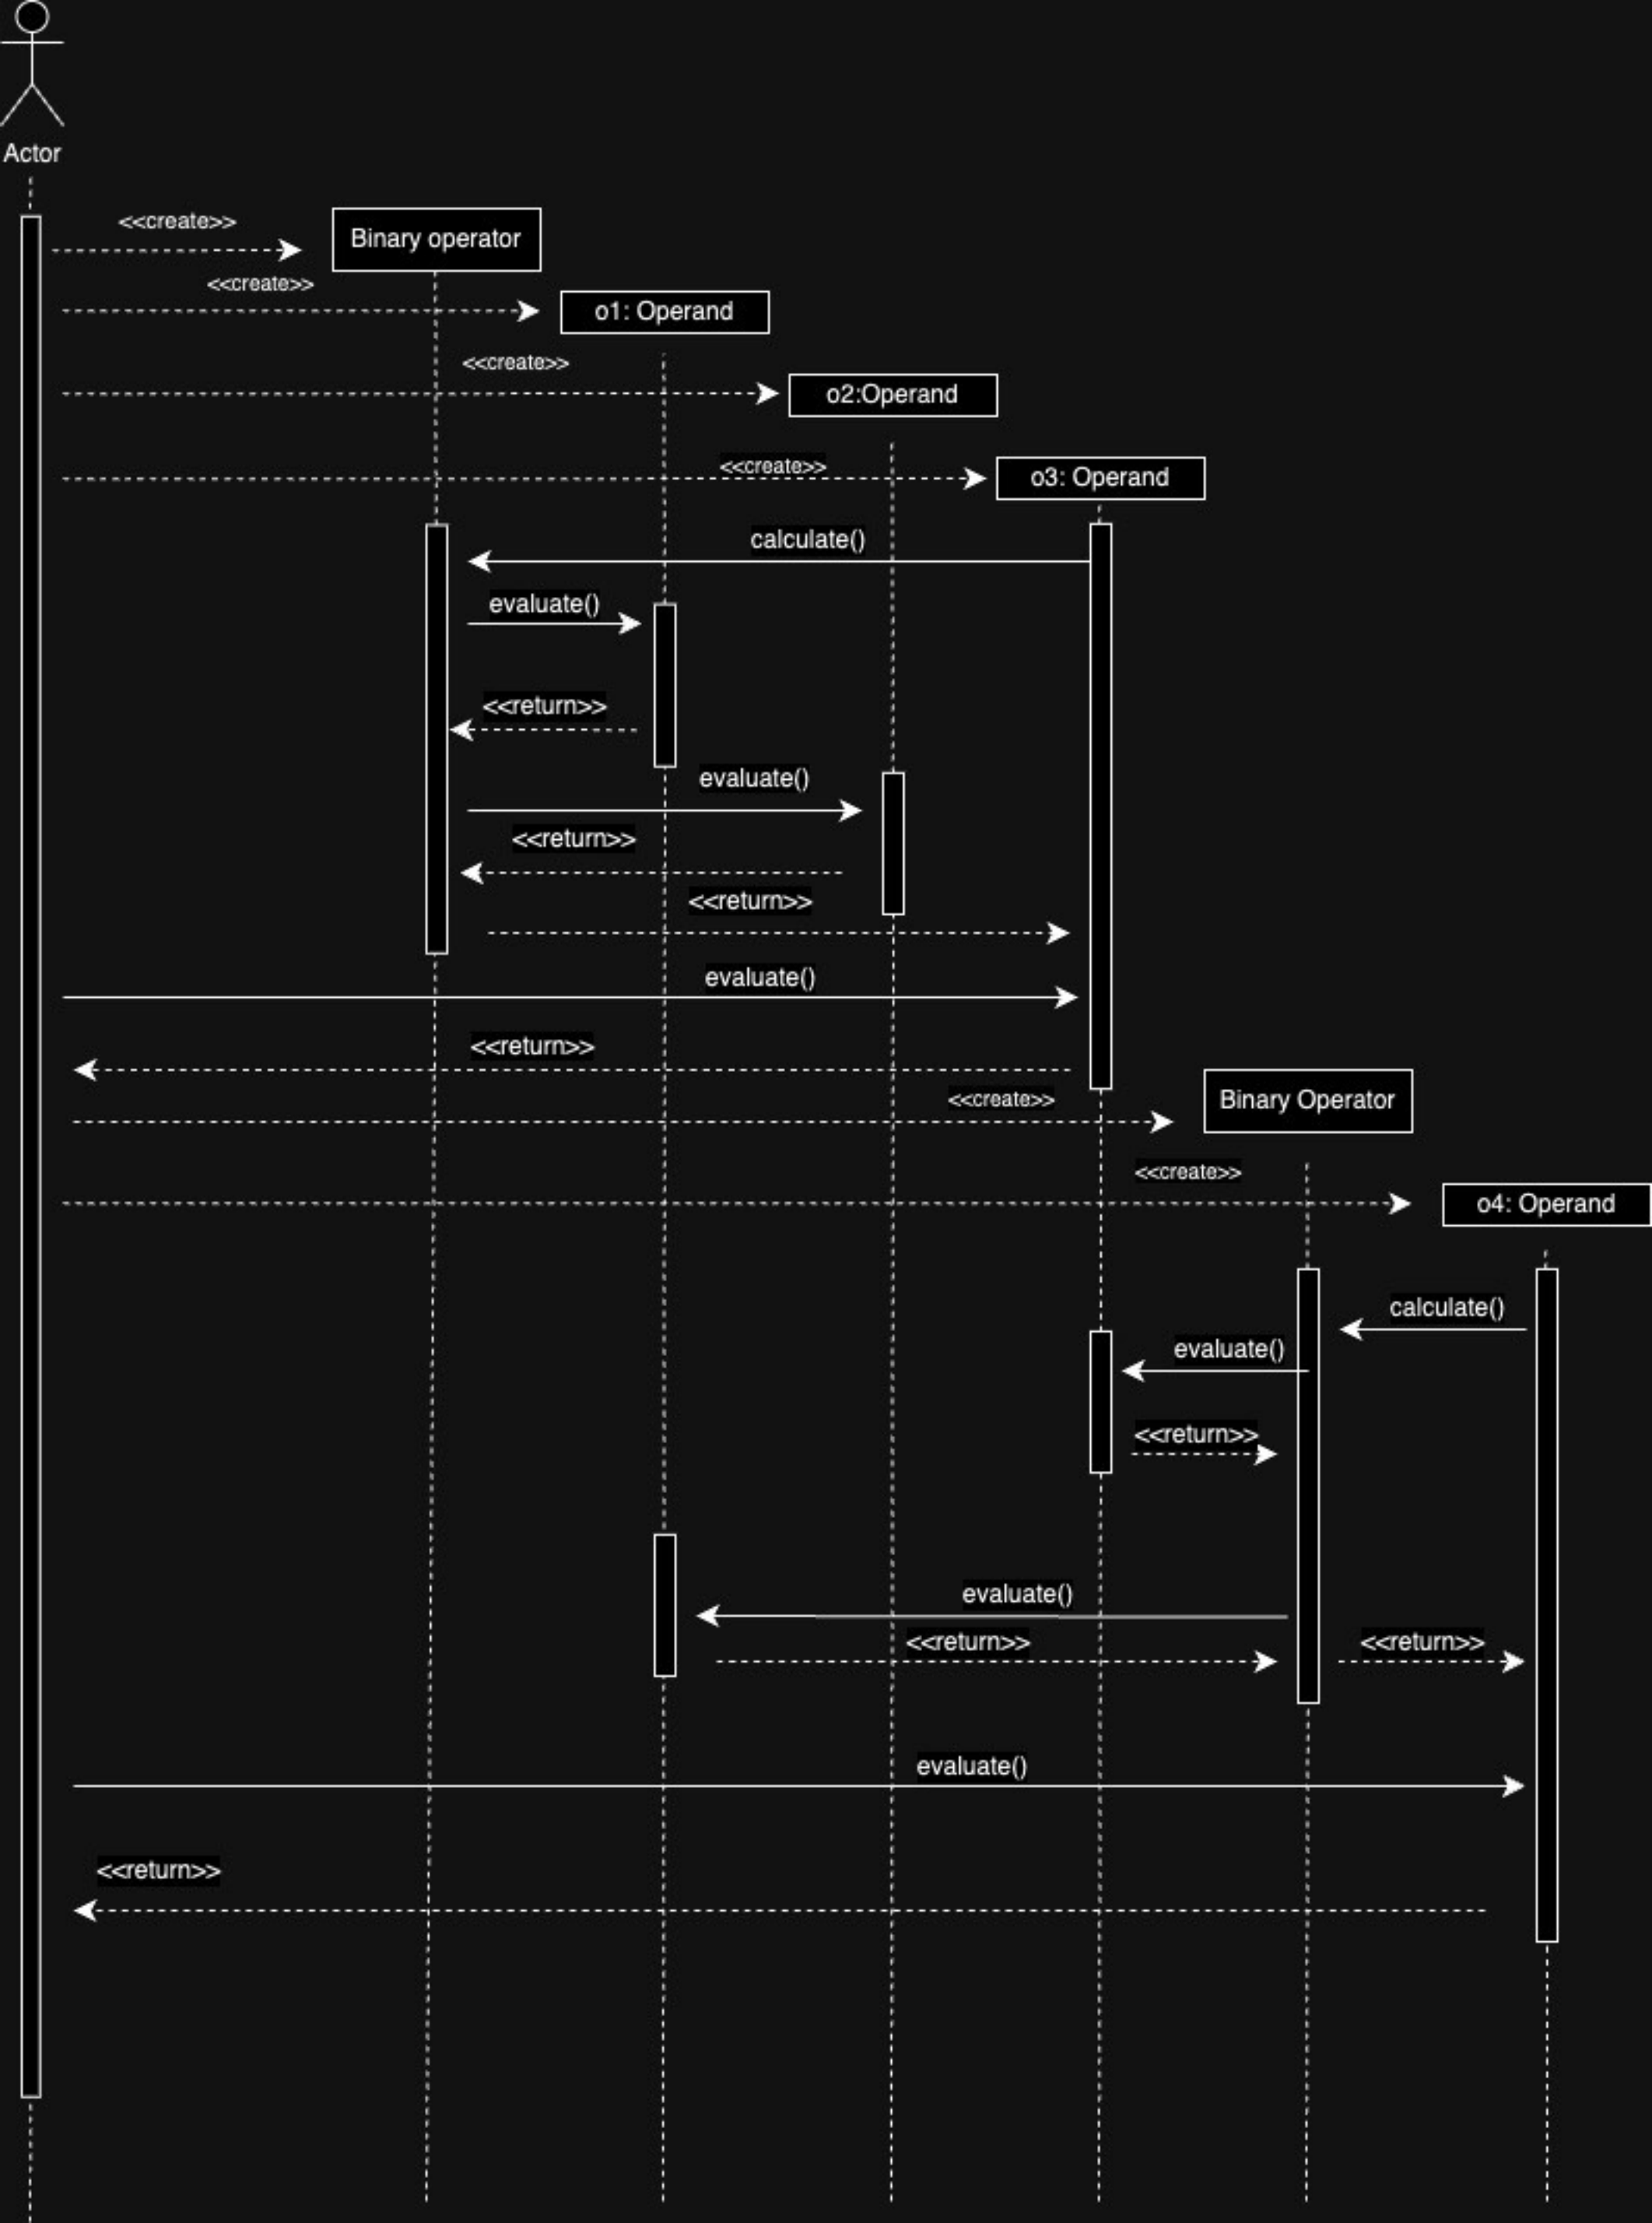 Actor
<<create>>
Binary operator
<<create>>
o1: Operand
<<create>>
o2:Operand
<<create>>
o3: Operand
calculate()
evaluate()
<<return>>
evaluate()
<<return>>
<<return>>
evaluate()
<<return>>
<<create>>
Binary Operator
<<create>>
o4: Operand
calculate()
evaluate()
<<return>>
evaluate()
<<return>>
<<return>>
evaluate()
<<return>>